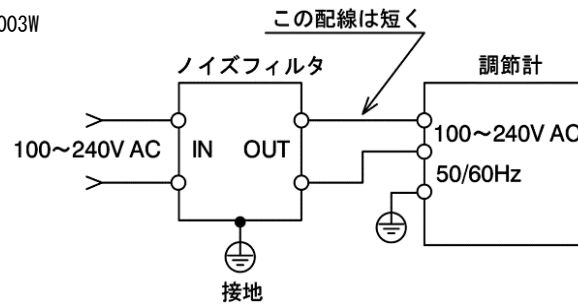 003W
この配線は短く
ノイズフィルタ
調節計
100～240V AC
IN
OUT
100～240V AC
50/60Hz
接地